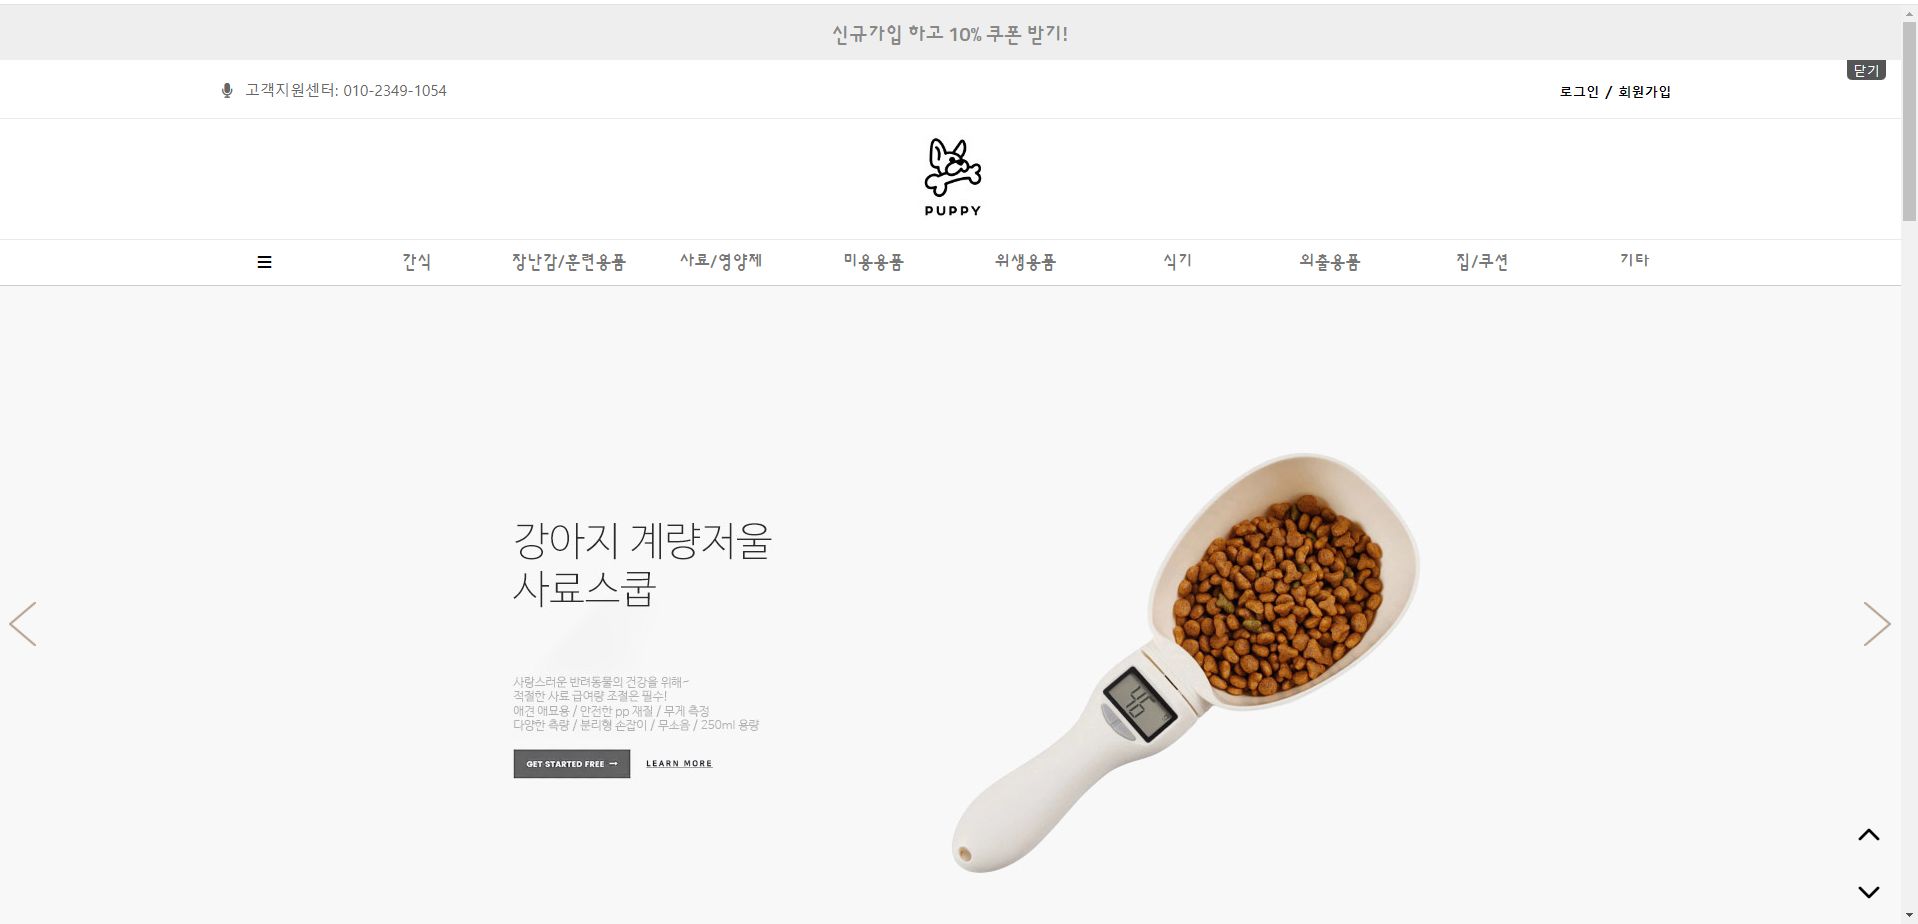 신규가입 하고 10% 쿠폰 받기!
닫기
고객지원센터: 010-2349-1054
로그인 / 회원가입
PUPPY
간식 장난감/훈련용품 사료/영양제 미용용품 위생용품 식기 외출용품 집/쿠션 기타
강아지 계량저울
사료스쿱
사랑스러운 반려동물의 건강을 위해~
적절한 사료 급여량 조절은 필수!
애견 애묘용 / 안전한 pp 재질 / 무게 측정
다양한 측량 / 분리형 손잡이 / 무소음 / 250ml 용량
GET STARTED FREE →
LEARN MORE
46